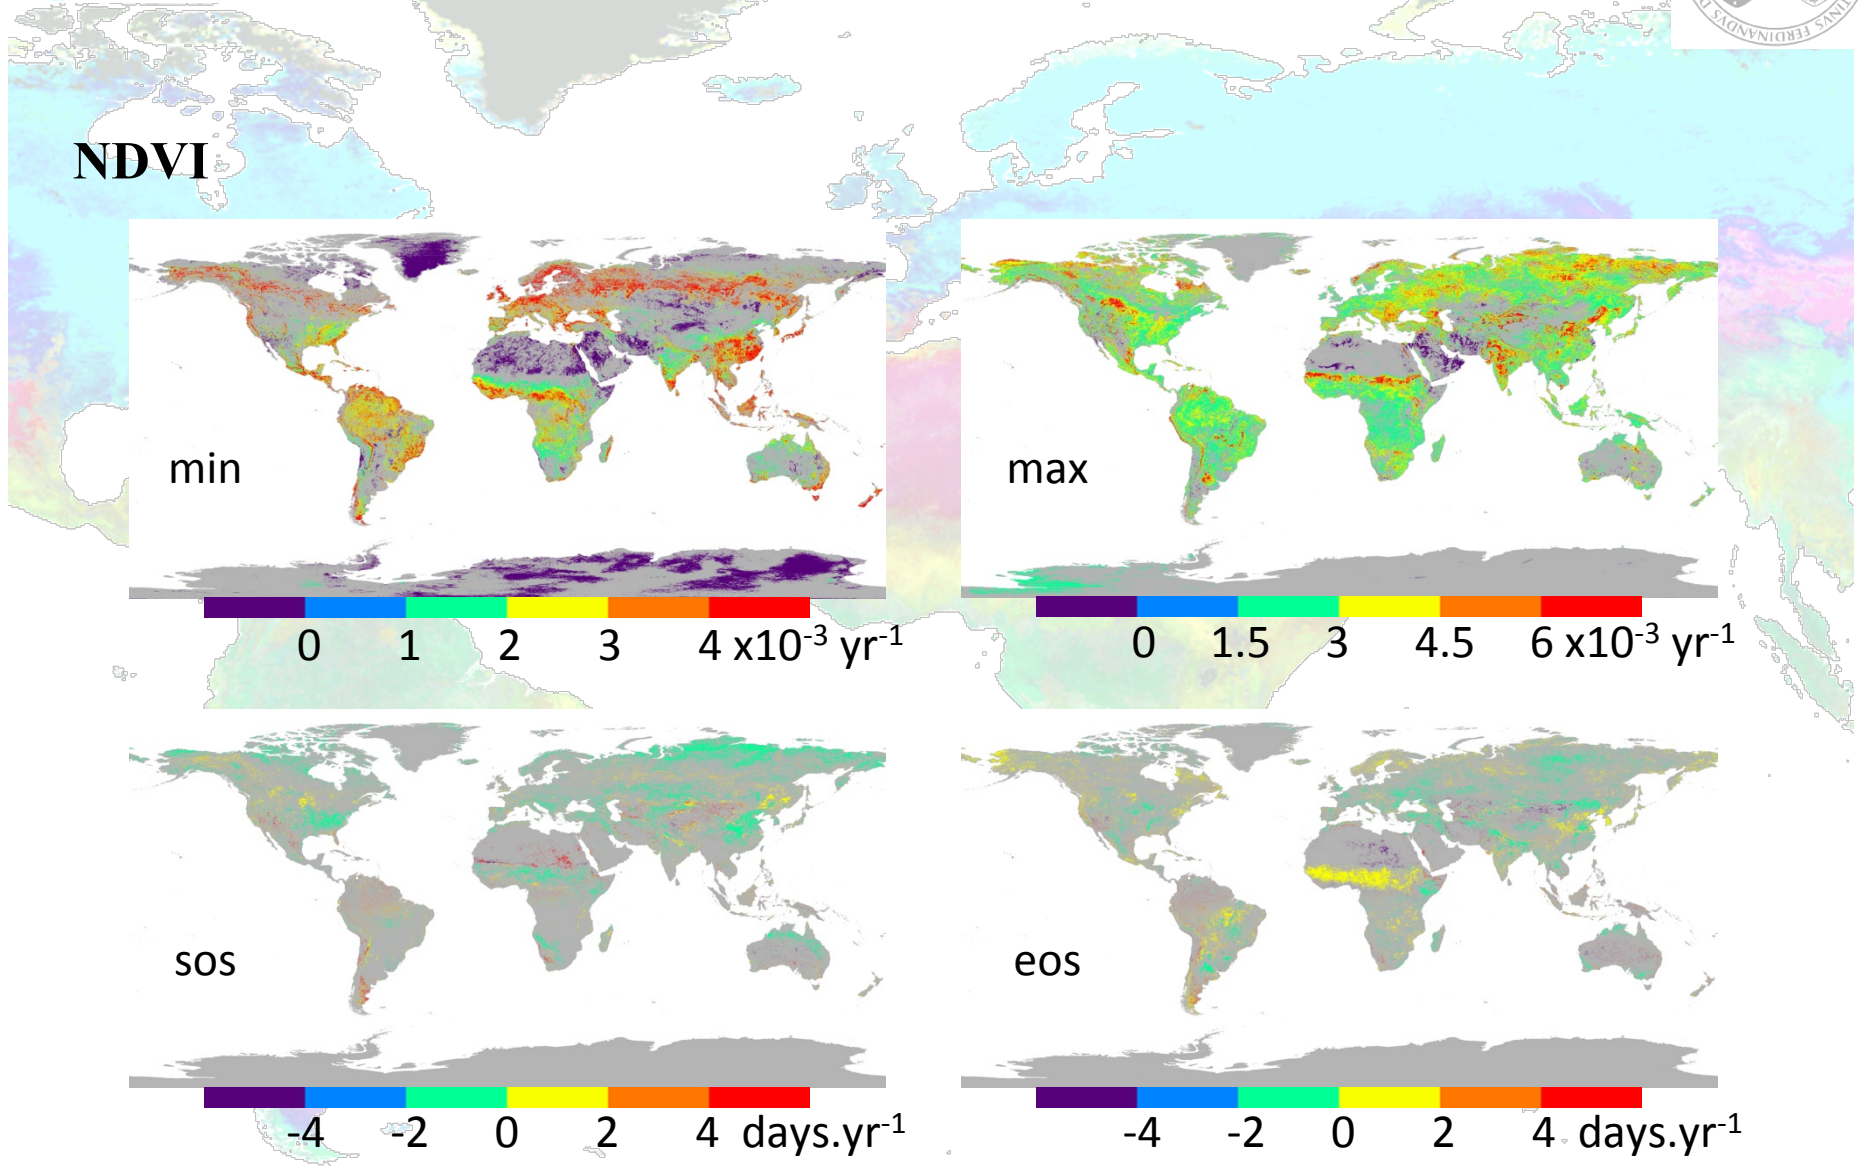 TINVS FERDINANDVS D
NDVI
min
max
0 1 2 3 4 x10⁻³ yr⁻¹
0 1.5 3 4.5 6 x10⁻³ yr⁻¹
sos
eos
-4 -2 0 2 4 days.yr⁻¹
-4 -2 0 2 4 days.yr⁻¹